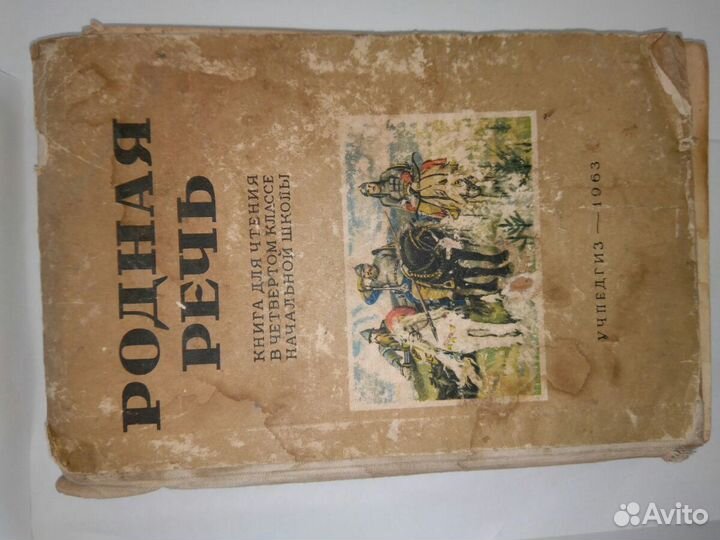 РОДНАЯ
РЕЧЬ
КНИГА ДЛЯ ЧТЕНИЯ
В ЧЕТВЕРТОМ КЛАССЕ
НАЧАЛЬНОЙ ШКОЛЫ
УЧПЕДГИЗ — 1963
Avito